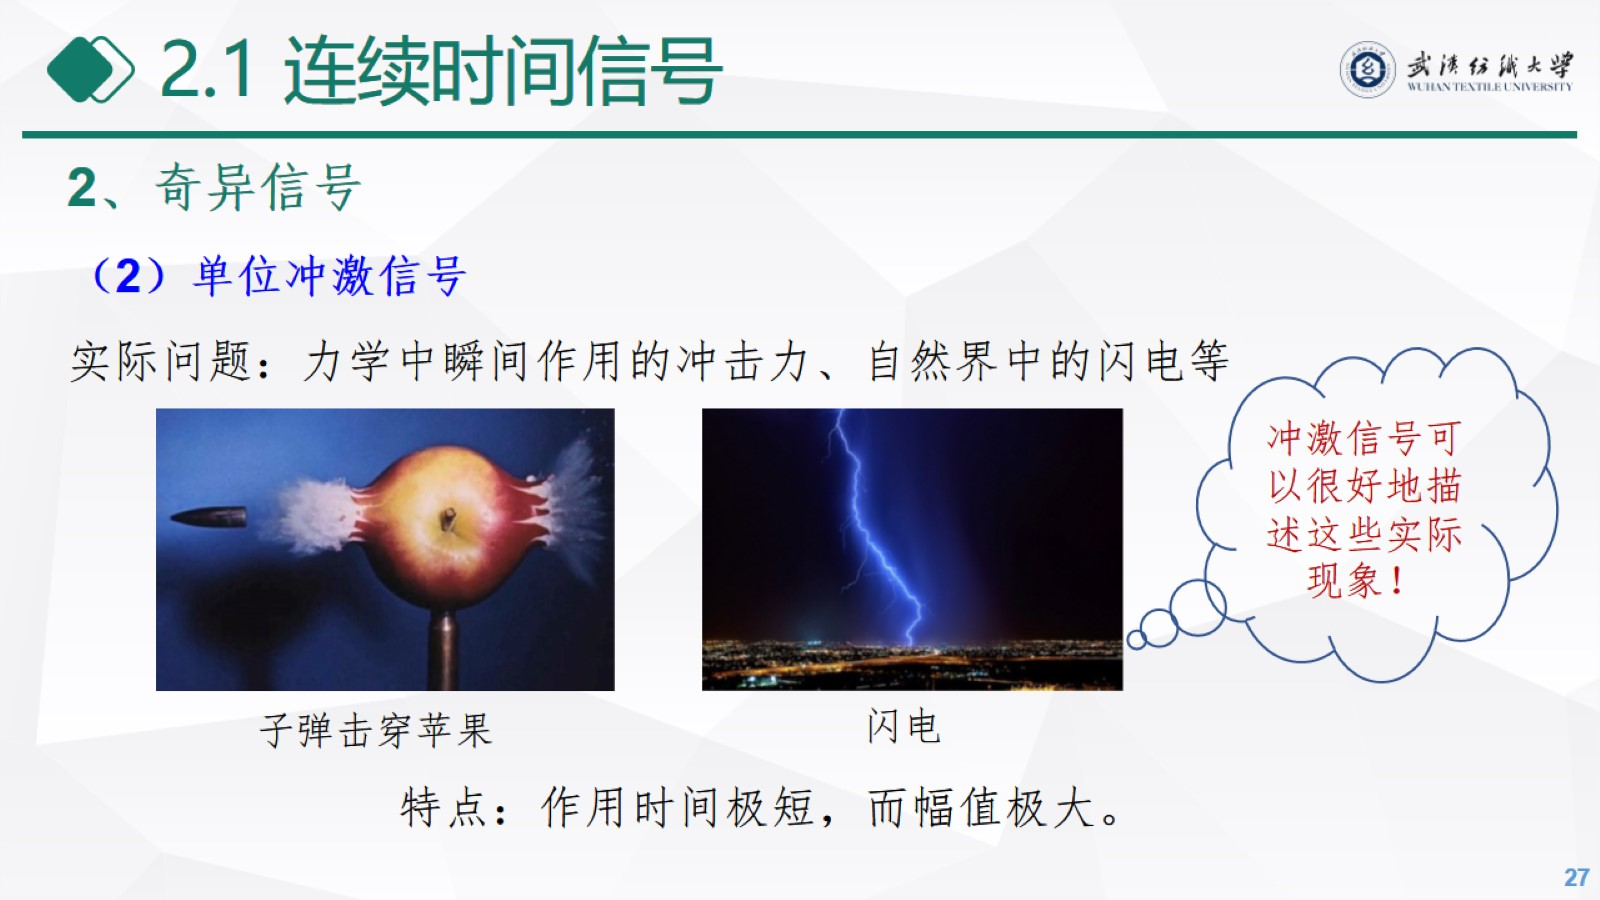 2.1 连续时间信号
武汉纺织大学
WUHAN TEXTILE UNIVERSITY
2、奇异信号
（2）单位冲激信号
实际问题：力学中瞬间作用的冲击力、自然界中的闪电等
冲激信号可
以很好地描
述这些实际
现象！
子弹击穿苹果
闪电
特点：作用时间极短，而幅值极大。
27